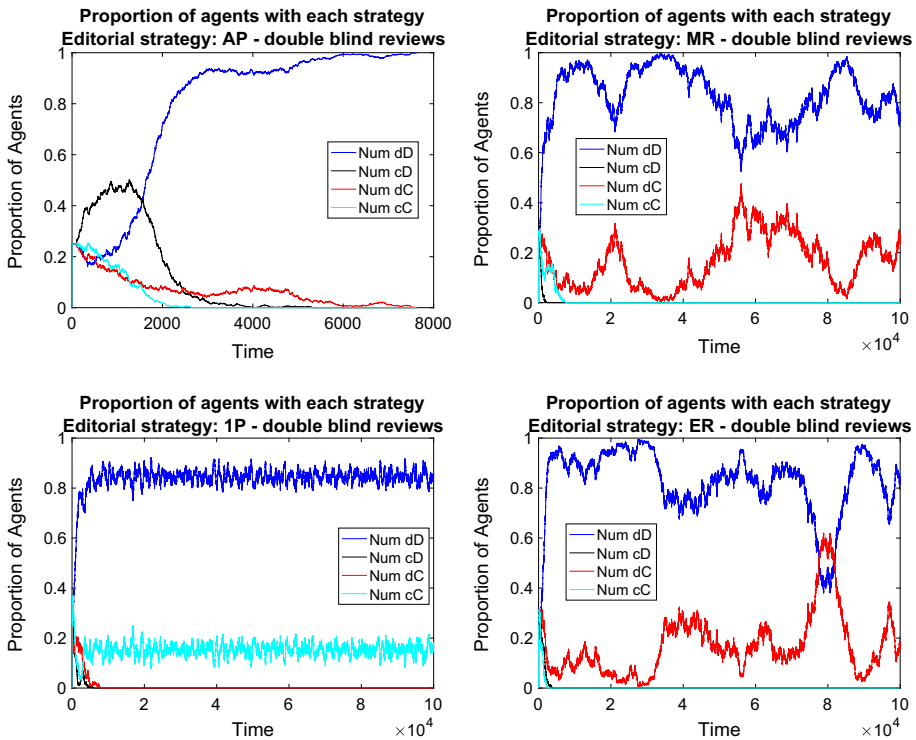 Proportion of agents with each strategy
Editorial strategy: AP - double blind reviews
1
0.8
0.6
0.4
0.2
0
Proportion of Agents
Num dD
Num cD
Num dC
Num cC
0
2000
4000
6000
8000
Time
Proportion of agents with each strategy
Editorial strategy: MR - double blind reviews
1
0.8
0.6
0.4
0.2
0
Proportion of Agents
Num dD
Num cD
Num dC
Num cC
0
2
4
6
8
10
Time
×10⁴
Proportion of agents with each strategy
Editorial strategy: 1P - double blind reviews
1
0.8
0.6
0.4
0.2
0
Proportion of Agents
Num dD
Num cD
Num dC
Num cC
0
2
4
6
8
10
Time
×10⁴
Proportion of agents with each strategy
Editorial strategy: ER - double blind reviews
1
0.8
0.6
0.4
0.2
0
Proportion of Agents
Num dD
Num cD
Num dC
Num cC
0
2
4
6
8
10
Time
×10⁴